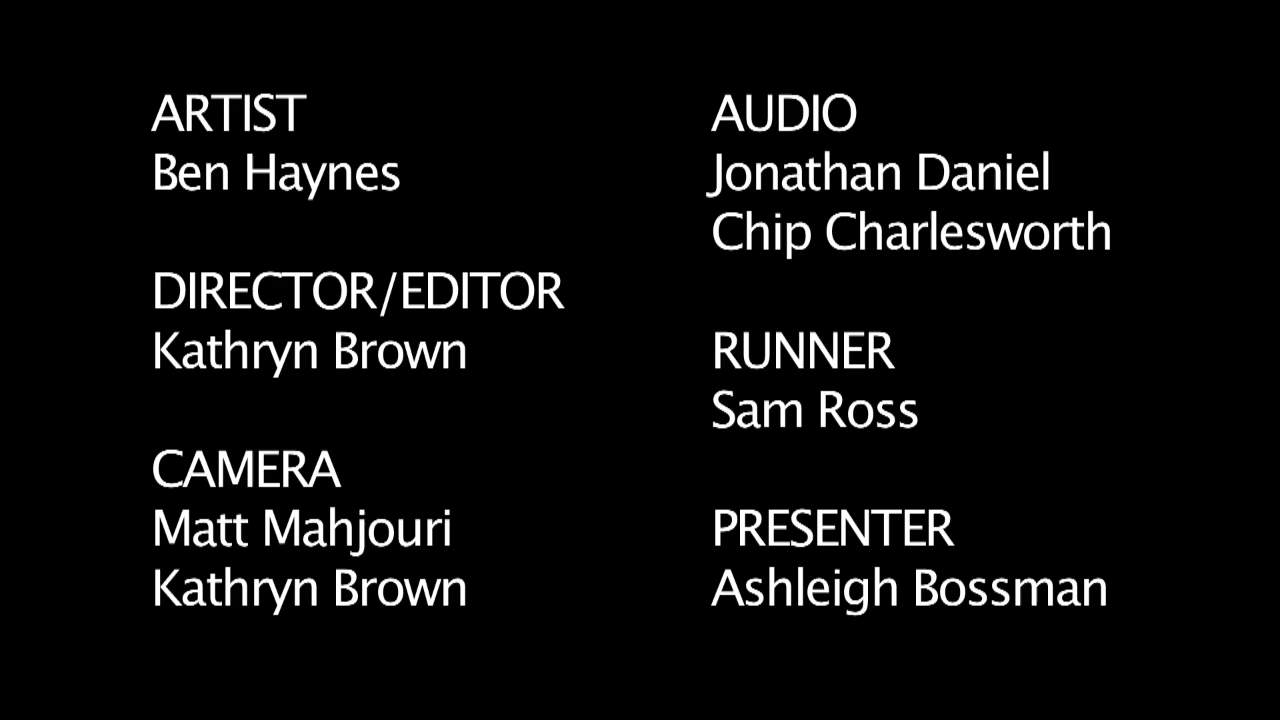 ARTIST
Ben Haynes
DIRECTOR/EDITOR
Kathryn Brown
CAMERA
Matt Mahjouri
Kathryn Brown
AUDIO
Jonathan Daniel
Chip Charlesworth
RUNNER
Sam Ross
PRESENTER
Ashleigh Bossman